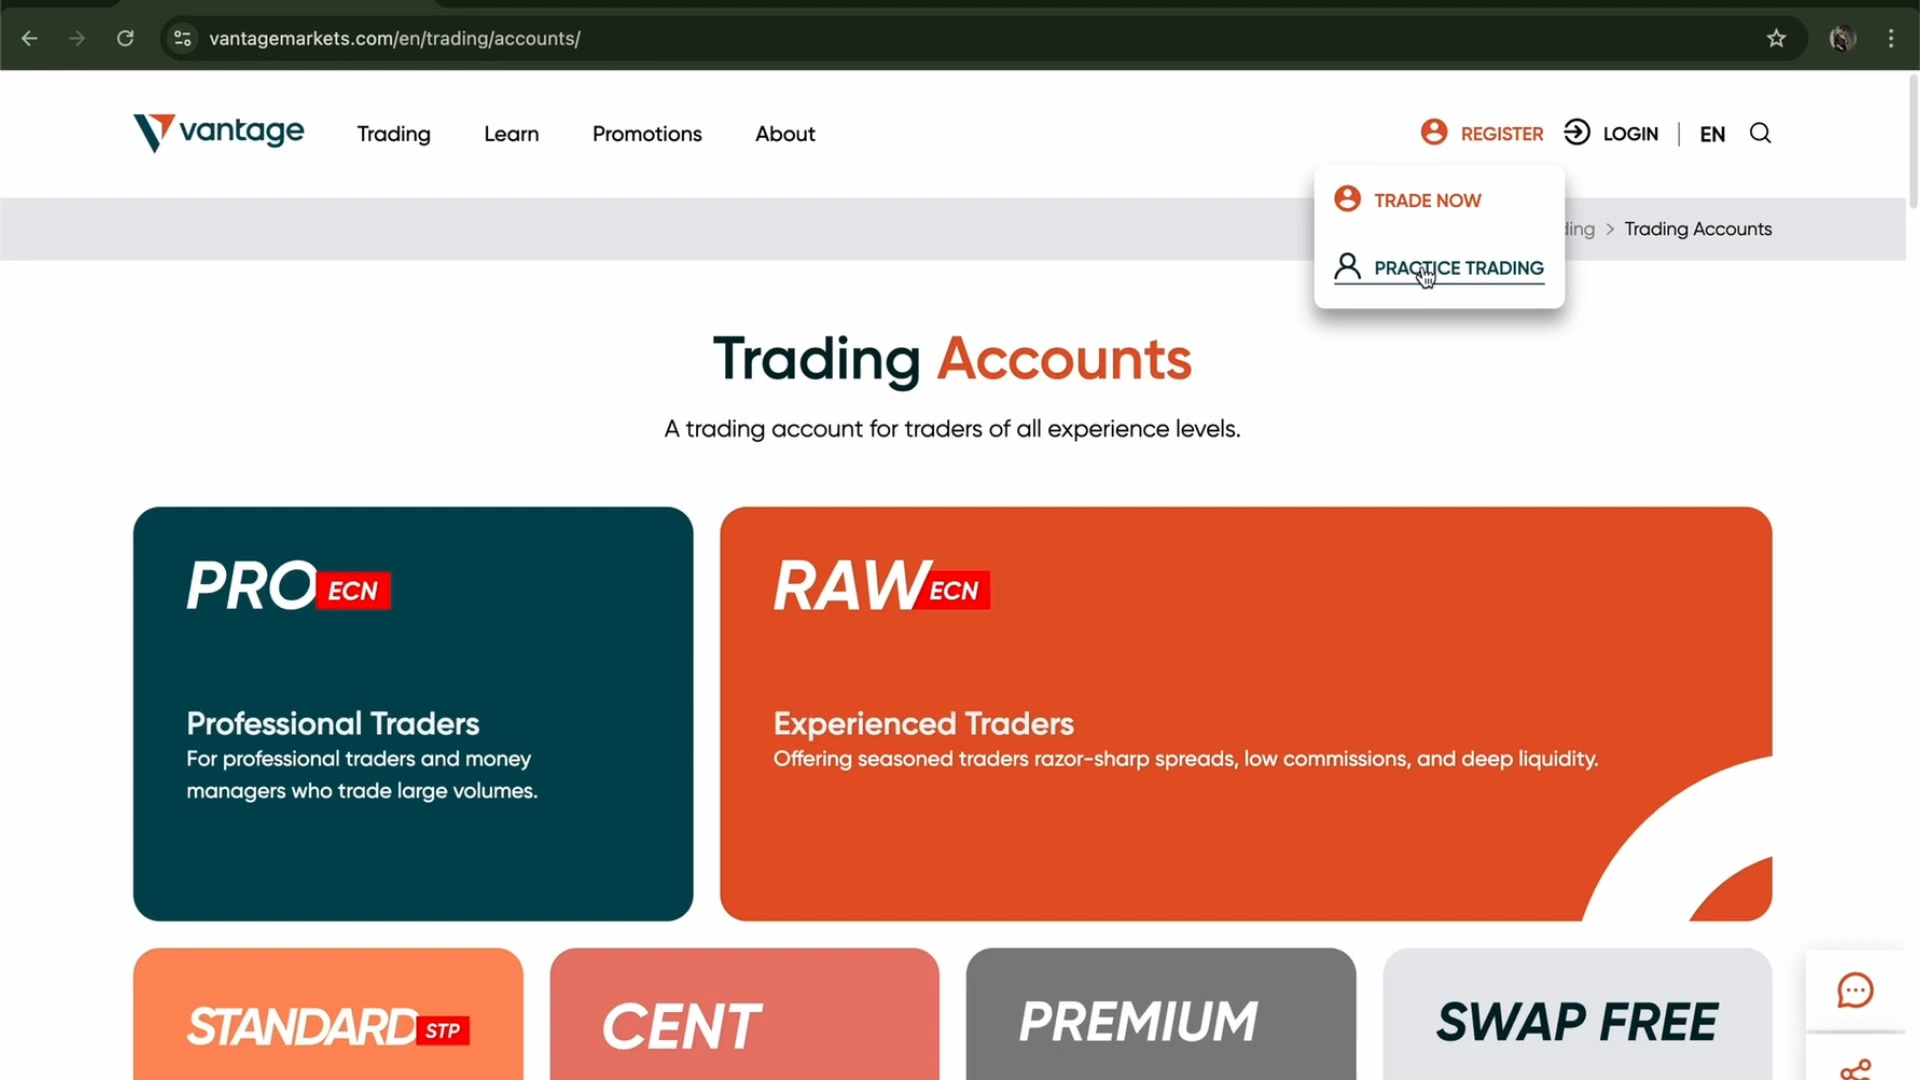 vantagemarkets.com/en/trading/accounts/
vantage
Trading
Learn
Promotions
About
REGISTER
LOGIN
EN
TRADE NOW
PRACTICE TRADING
ding > Trading Accounts
Trading Accounts
A trading account for traders of all experience levels.
PRO ECN
Professional Traders
For professional traders and money
managers who trade large volumes.
RAW ECN
Experienced Traders
Offering seasoned traders razor-sharp spreads, low commissions, and deep liquidity.
STANDARD STP
CENT
PREMIUM
SWAP FREE